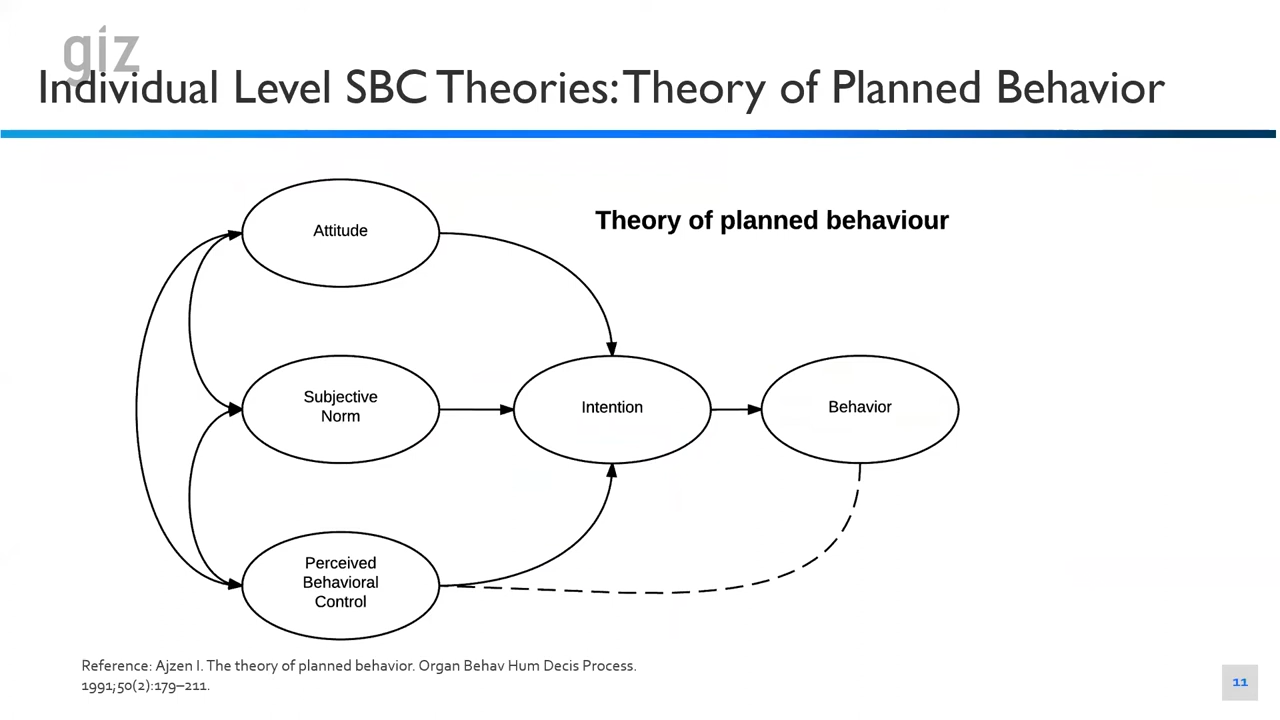 giz
Individual Level SBC Theories: Theory of Planned Behavior
Theory of planned behaviour
Attitude
Subjective
Norm
Intention
Behavior
Perceived
Behavioral
Control
Reference: Ajzen I. The theory of planned behavior. Organ Behav Hum Decis Process.
1991;50(2):179–211.
11